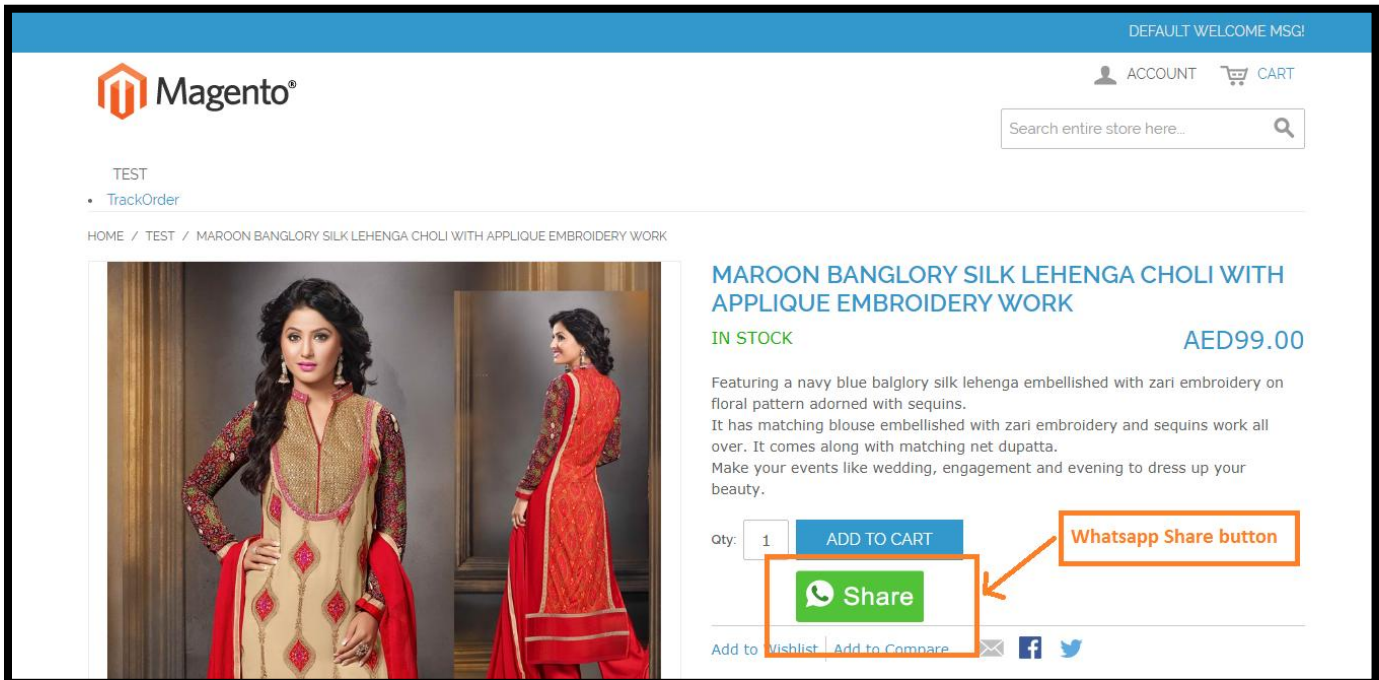 DEFAULT WELCOME MSG!
Magento®
ACCOUNT
CART
Search entire store here...
TEST
• TrackOrder
HOME / TEST / MAROON BANGLORY SILK LEHENGA CHOLI WITH APPLIQUE EMBROIDERY WORK
MAROON BANGLORY SILK LEHENGA CHOLI WITH
APPLIQUE EMBROIDERY WORK
IN STOCK
AED99.00
Featuring a navy blue balglory silk lehenga embellished with zari embroidery on
floral pattern adorned with sequins.
It has matching blouse embellished with zari embroidery and sequins work all
over. It comes along with matching net dupatta.
Make your events like wedding, engagement and evening to dress up your
beauty.
Qty: 1
ADD TO CART
Whatsapp Share button
Share
Add to Wishlist
Add to Compare